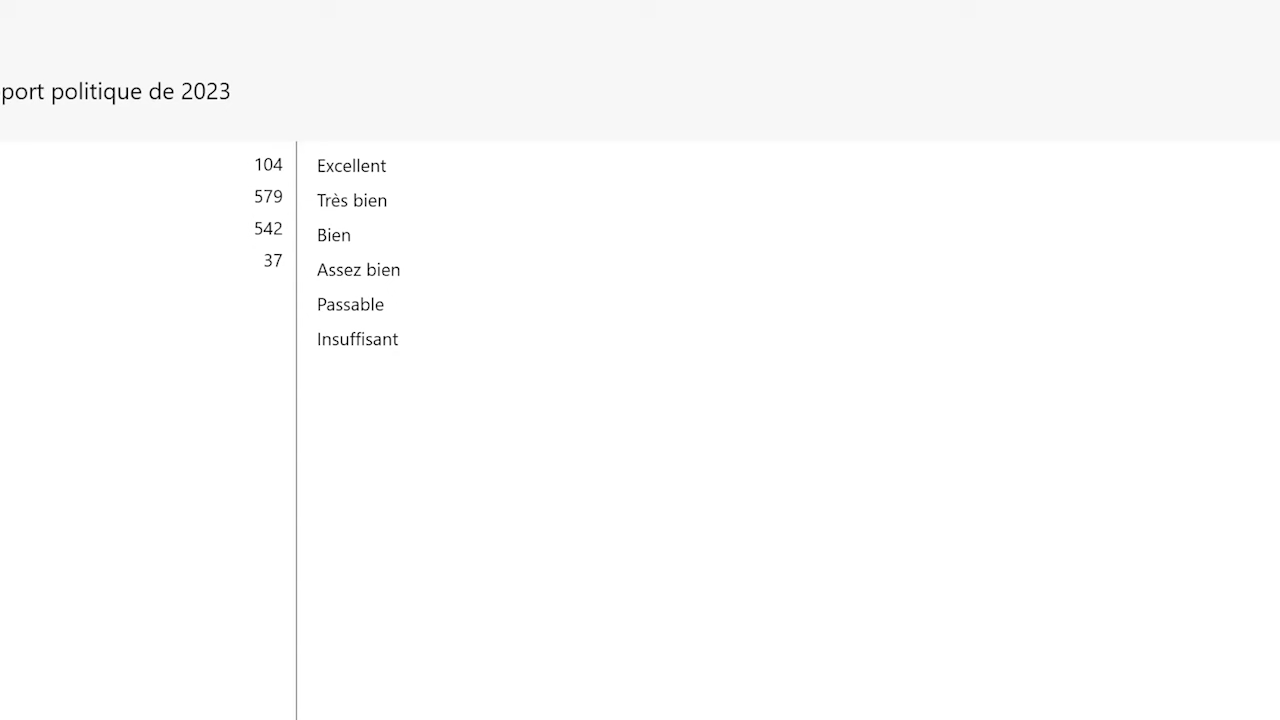 port politique de 2023
104
579
542
37
Excellent
Très bien
Bien
Assez bien
Passable
Insuffisant